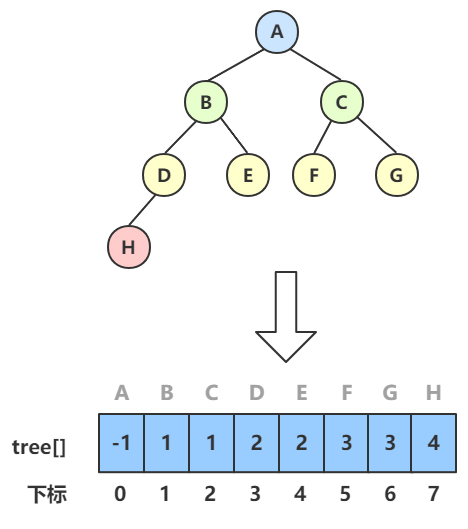 A
B C
D E F G
H
A B C D E F G H
tree[] -1 1 1 2 2 3 3 4
下标 0 1 2 3 4 5 6 7